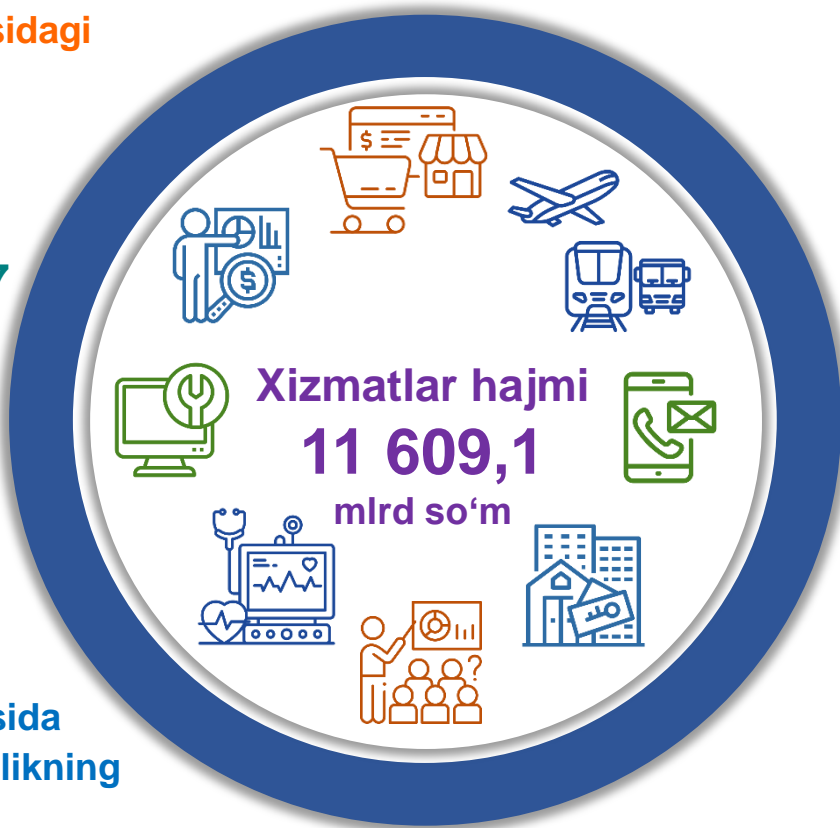 sidagi
Xizmatlar hajmi
11 609,1
mlrd so‘m
sida
likning